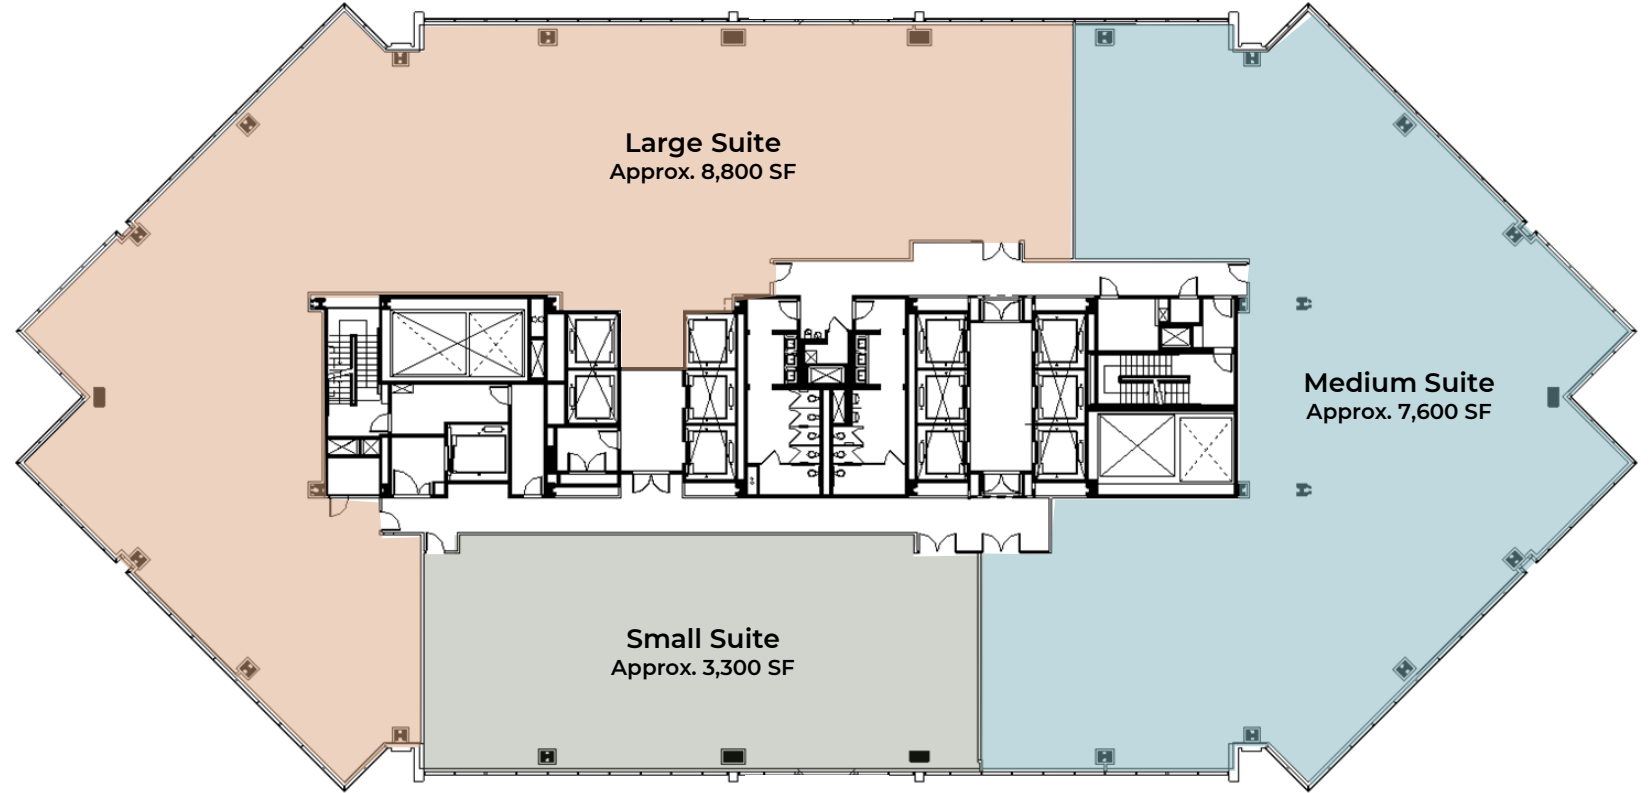 Large Suite
Approx. 8,800 SF
Medium Suite
Approx. 7,600 SF
Small Suite
Approx. 3,300 SF